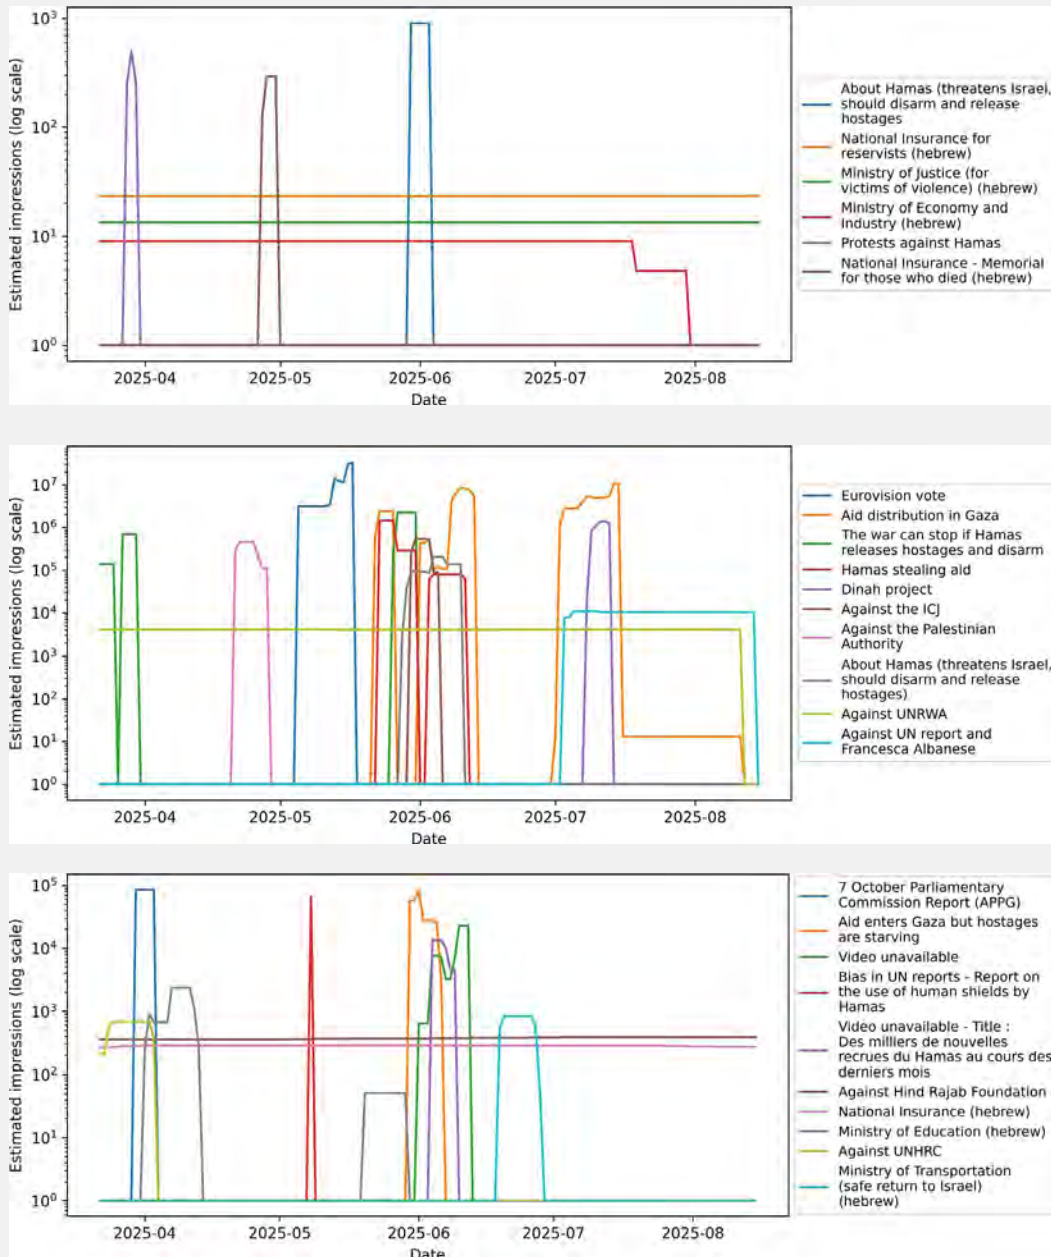 Estimated impressions (log scale)
10³
10²
10¹
10⁰
2025-04
2025-05
2025-06
2025-07
2025-08
Date
About Hamas (threatens Israel,
should disarm and release
hostages
National Insurance for
reservists (hebrew)
Ministry of Justice (for
victims of violence) (hebrew)
Ministry of Economy and
Industry (hebrew)
Protests against Hamas
National Insurance - Memorial
for those who died (hebrew)
Estimated impressions (log scale)
10⁷
10⁶
10⁵
10⁴
10³
10²
10¹
10⁰
2025-04
2025-05
2025-06
2025-07
2025-08
Date
Eurovision vote
Aid distribution in Gaza
The war can stop if Hamas
releases hostages and disarm
Hamas stealing aid
Dinah project
Against the ICJ
Against the Palestinian
Authority
About Hamas (threatens Israel,
should disarm and release
hostages)
Against UNRWA
Against UN report and
Francesca Albanese
Estimated impressions (log scale)
10⁵
10⁴
10³
10²
10¹
10⁰
2025-04
2025-05
2025-06
2025-07
2025-08
Date
7 October Parliamentary
Commission Report (APPG)
Aid enters Gaza but hostages
are starving
Video unavailable
Bias in UN reports - Report on
the use of human shields by
Hamas
Video unavailable - Title :
Des milliers de nouvelles
recrues du Hamas au cours des
derniers mois
Against Hind Rajab Foundation
National Insurance (hebrew)
Ministry of Education (hebrew)
Against UNHRC
Ministry of Transportation
(safe return to Israel)
(hebrew)